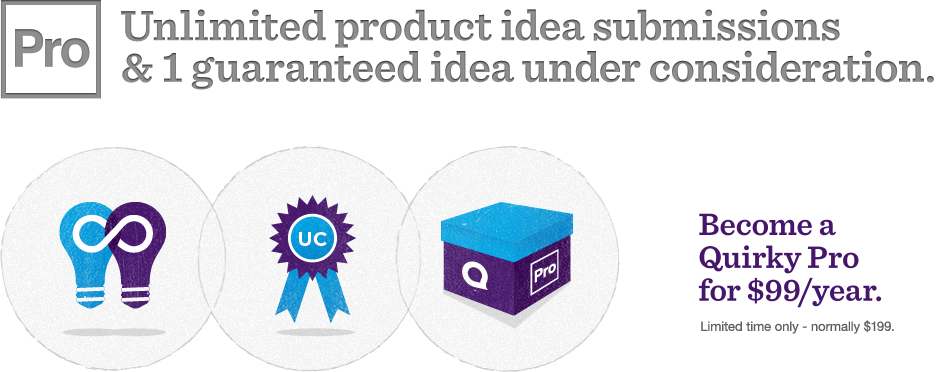 Pro
Unlimited product idea submissions
& 1 guaranteed idea under consideration.
UC
Pro
Become a
Quirky Pro
for $99/year.
Limited time only - normally $199.